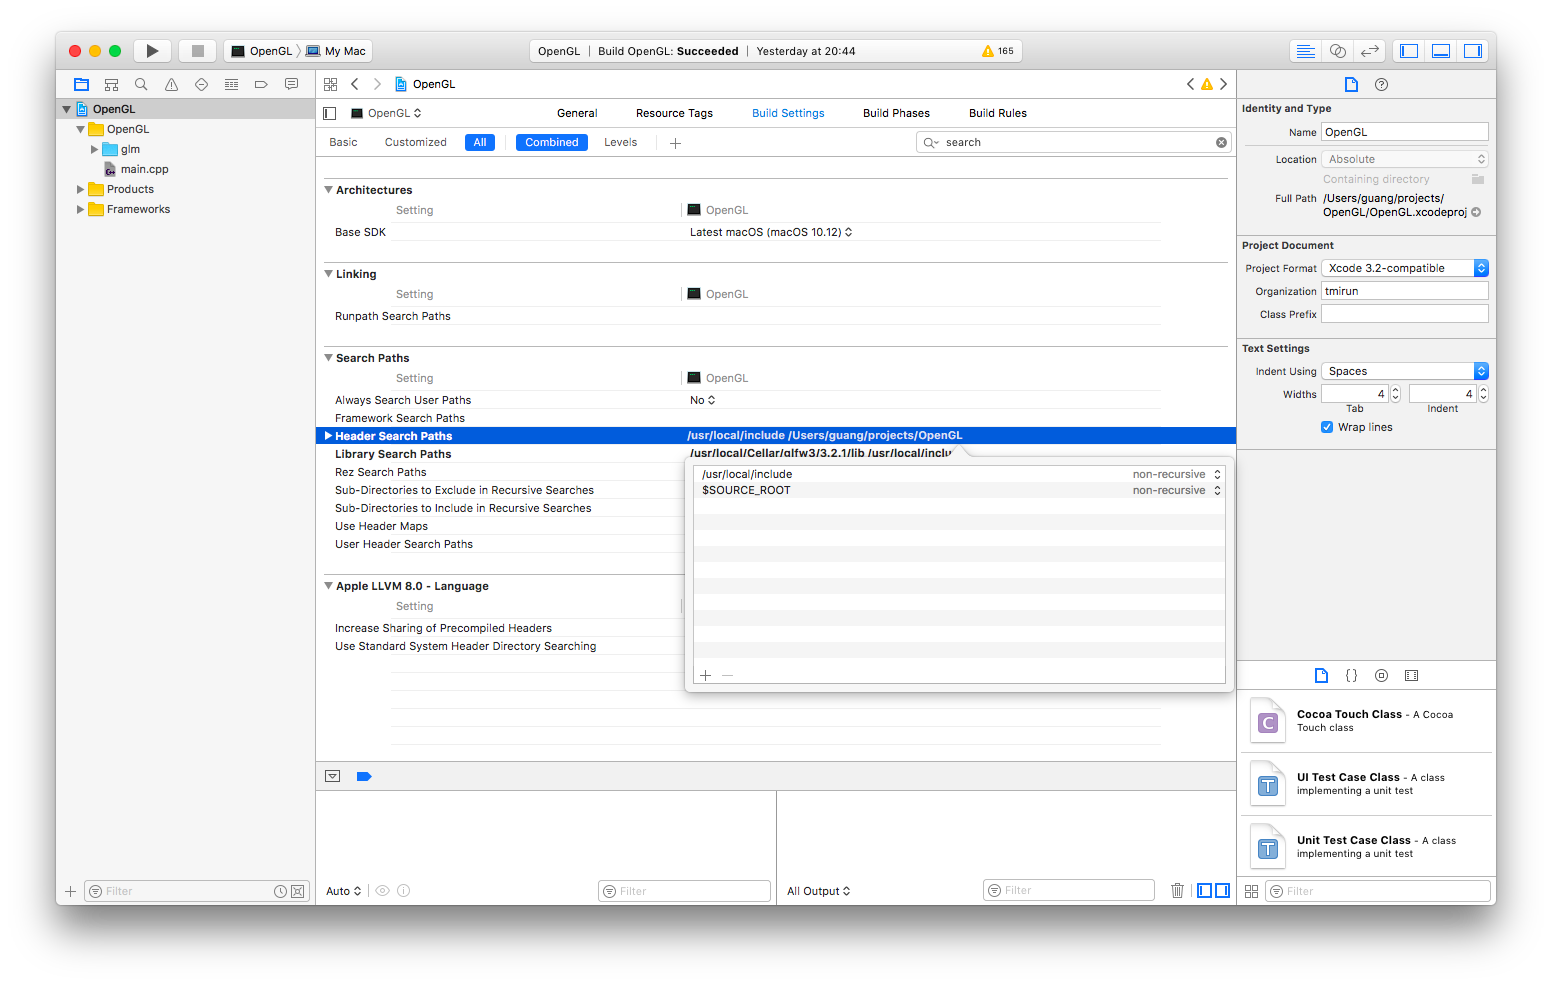 OpenGL 〉 My Mac
OpenGL | Build OpenGL: Succeeded | Yesterday at 20:44
165
OpenGL
OpenGL
glm
main.cpp
Products
Frameworks
Filter
OpenGL
OpenGL
General
Resource Tags
Build Settings
Build Phases
Build Rules
Basic
Customized
All
Combined
Levels
search
Architectures
Setting
OpenGL
Base SDK
Latest macOS (macOS 10.12)
Linking
Setting
OpenGL
Runpath Search Paths
Search Paths
Setting
OpenGL
Always Search User Paths
No
Framework Search Paths
Header Search Paths
/usr/local/include /Users/guang/projects/OpenGL
Library Search Paths
/usr/local/Cellar/glfw3/3.2.1/lib /usr/local/inclu
Rez Search Paths
Sub-Directories to Exclude in Recursive Searches
Sub-Directories to Include in Recursive Searches
Use Header Maps
User Header Search Paths
/usr/local/include
non-recursive
$SOURCE_ROOT
non-recursive
Apple LLVM 8.0 - Language
Setting
Increase Sharing of Precompiled Headers
Use Standard System Header Directory Searching
Auto
Filter
All Output
Filter
Identity and Type
Name
OpenGL
Location
Absolute
Containing directory
Full Path
/Users/guang/projects/
OpenGL/OpenGL.xcodeproj
Project Document
Project Format
Xcode 3.2-compatible
Organization
tmirun
Class Prefix
Text Settings
Indent Using
Spaces
Widths
4
4
Tab
Indent
Wrap lines
{}
C
Cocoa Touch Class - A Cocoa
Touch class
T
UI Test Case Class - A class
implementing a unit test
T
Unit Test Case Class - A class
implementing a unit test
Filter